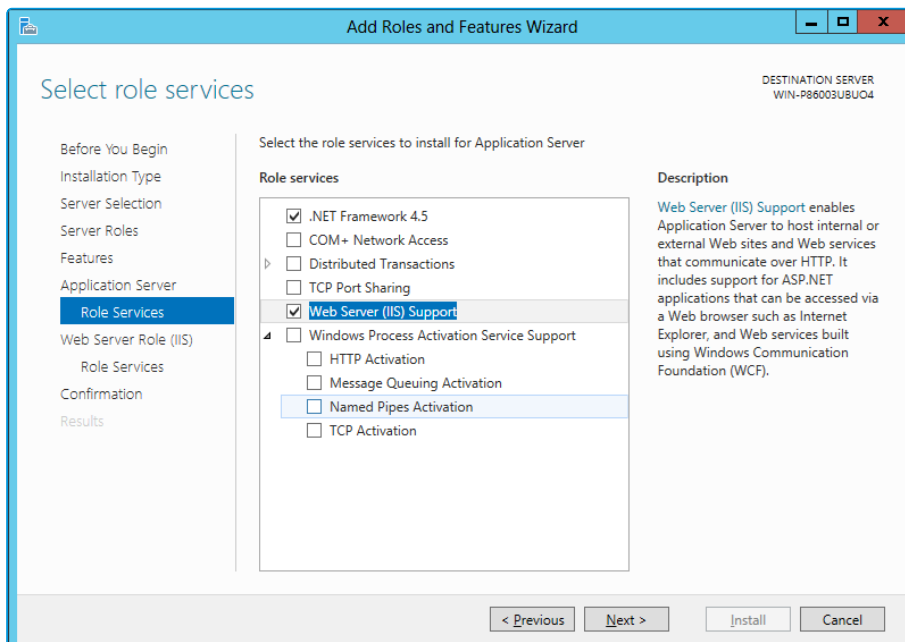 Add Roles and Features Wizard
Select role services
DESTINATION SERVER
WIN-P86003UBUO4
Before You Begin
Installation Type
Server Selection
Server Roles
Features
Application Server
Role Services
Web Server Role (IIS)
Role Services
Confirmation
Results
Select the role services to install for Application Server
Role services
.NET Framework 4.5
COM+ Network Access
Distributed Transactions
TCP Port Sharing
Web Server (IIS) Support
Windows Process Activation Service Support
HTTP Activation
Message Queuing Activation
Named Pipes Activation
TCP Activation
Description
Web Server (IIS) Support enables
Application Server to host internal or
external Web sites and Web services
that communicate over HTTP. It
includes support for ASP.NET
applications that can be accessed via
a Web browser such as Internet
Explorer, and Web services built
using Windows Communication
Foundation (WCF).
< Previous
Next >
Install
Cancel